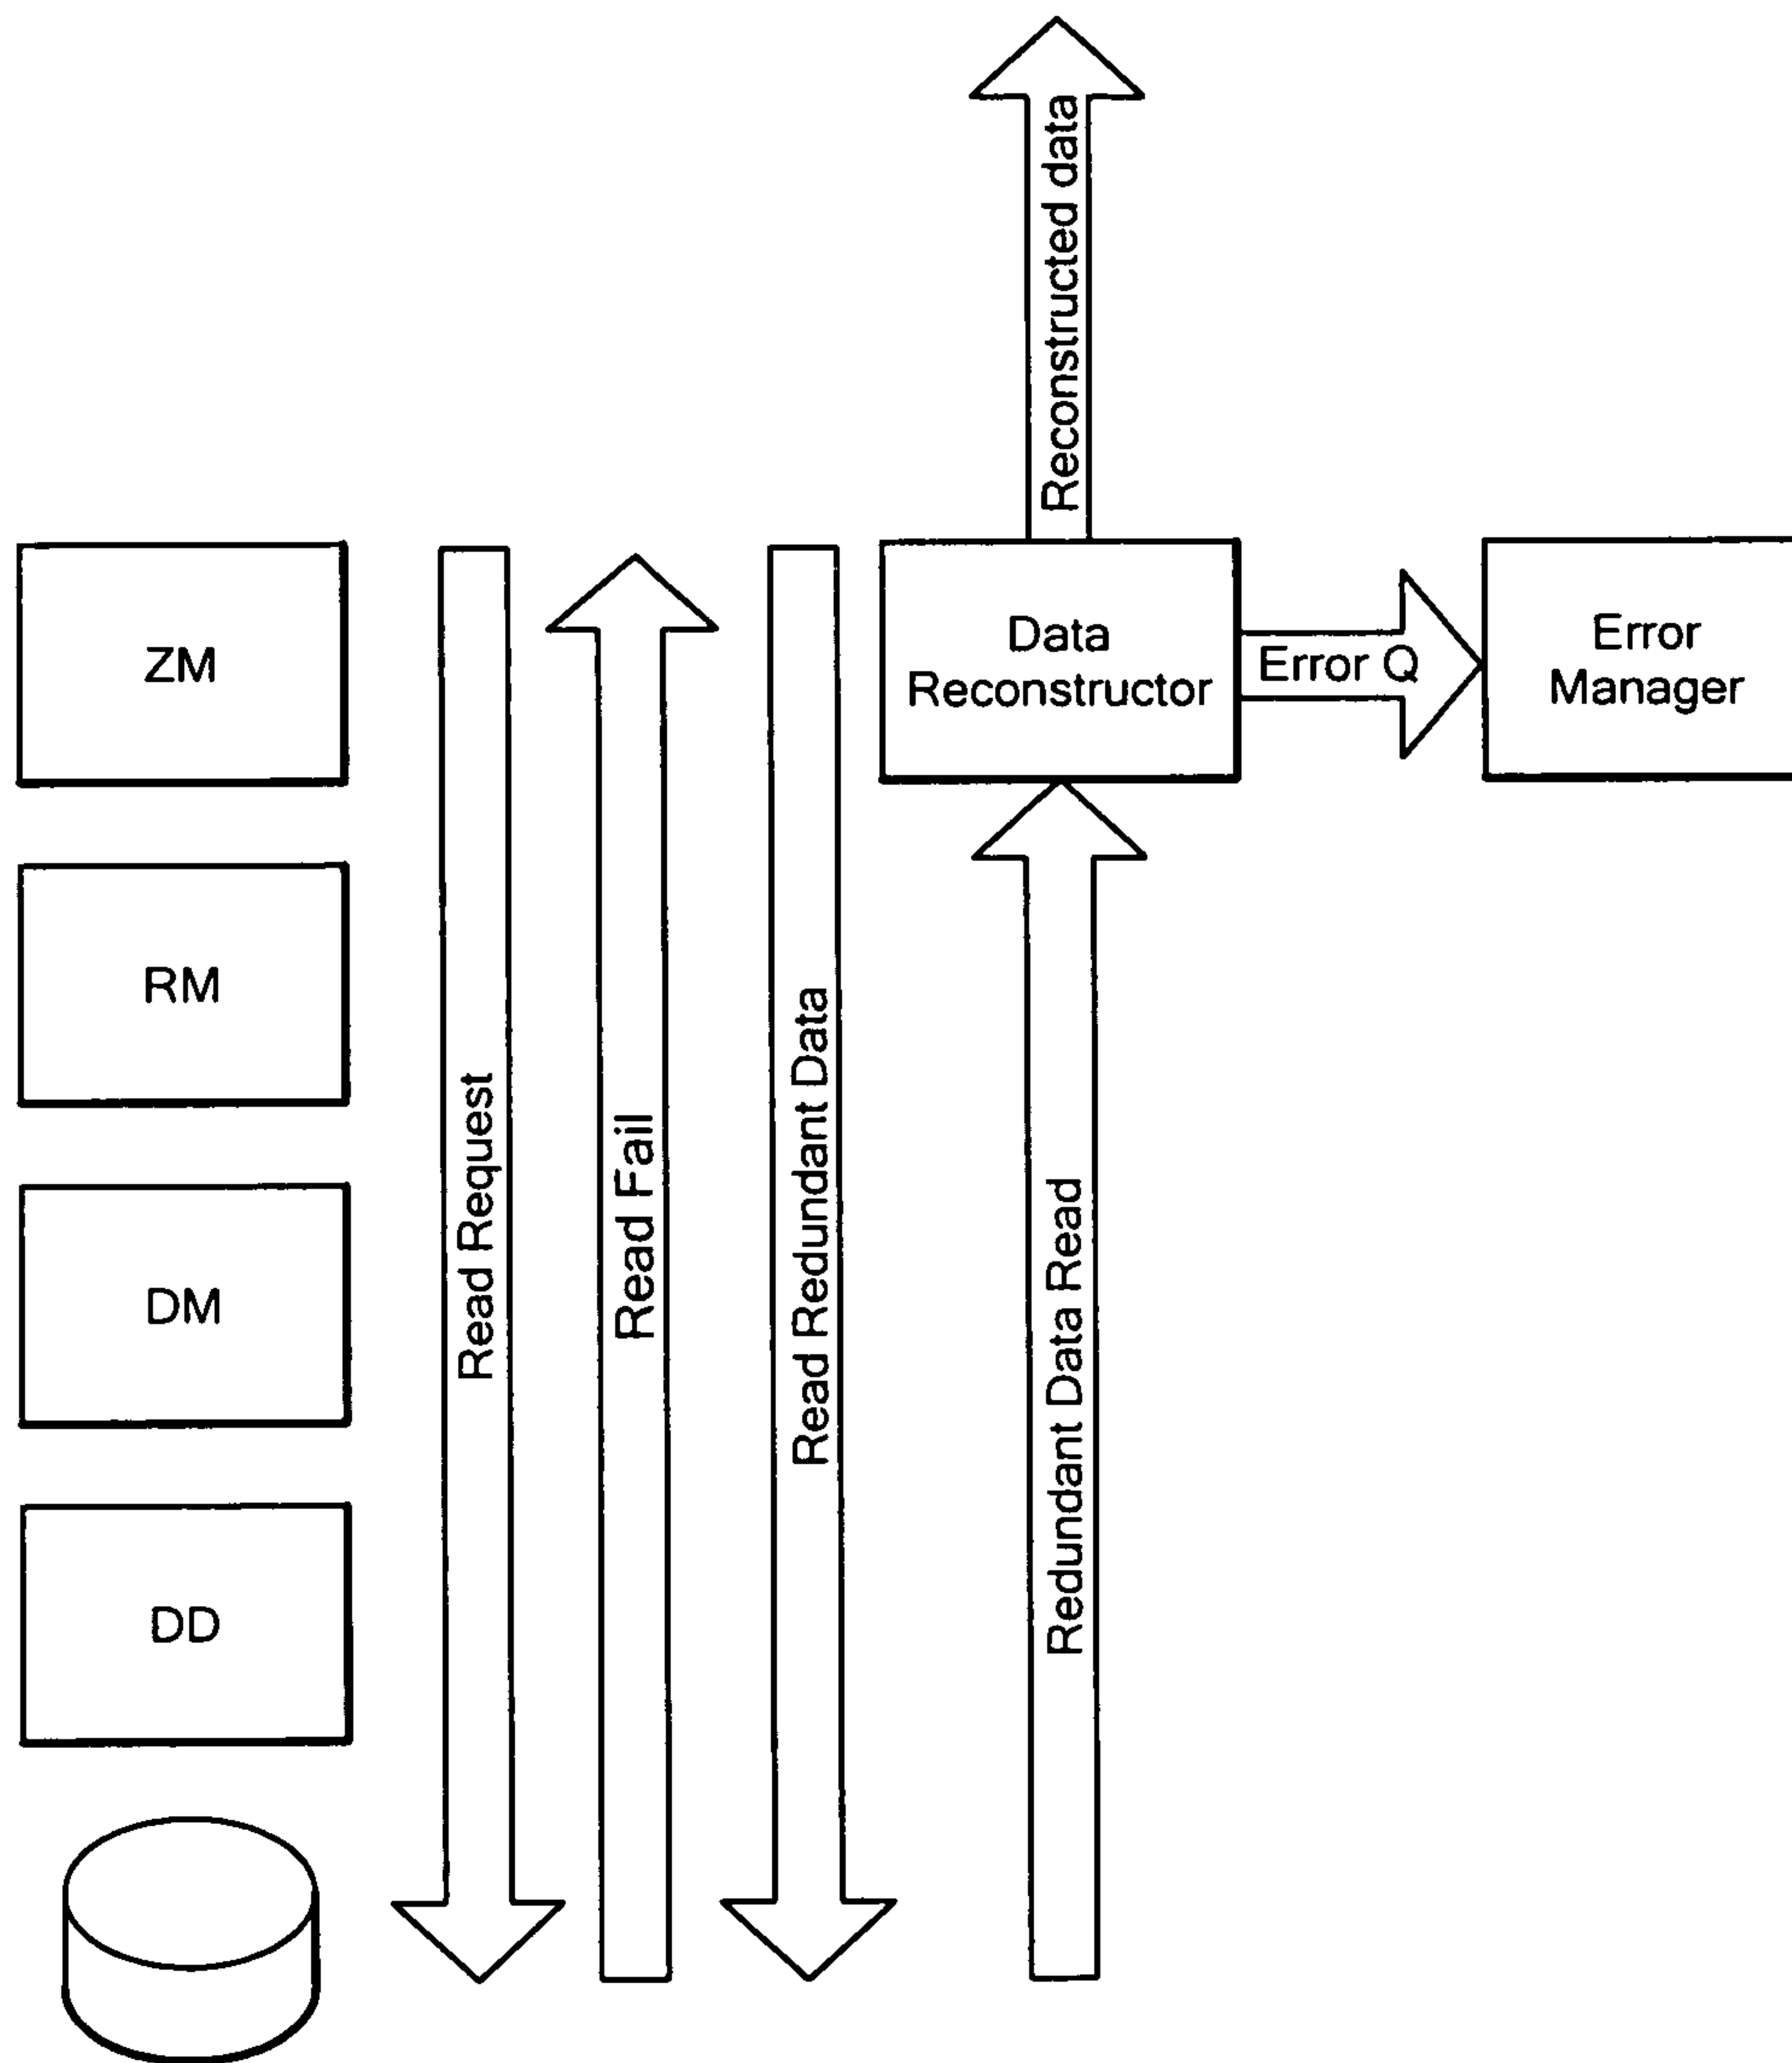 Reconstructed data
ZM
Data
Reconstructor
Error Q
Error
Manager
RM
DM
DD
Read Request
Read Fail
Read Redundant Data
Redundant Data Read